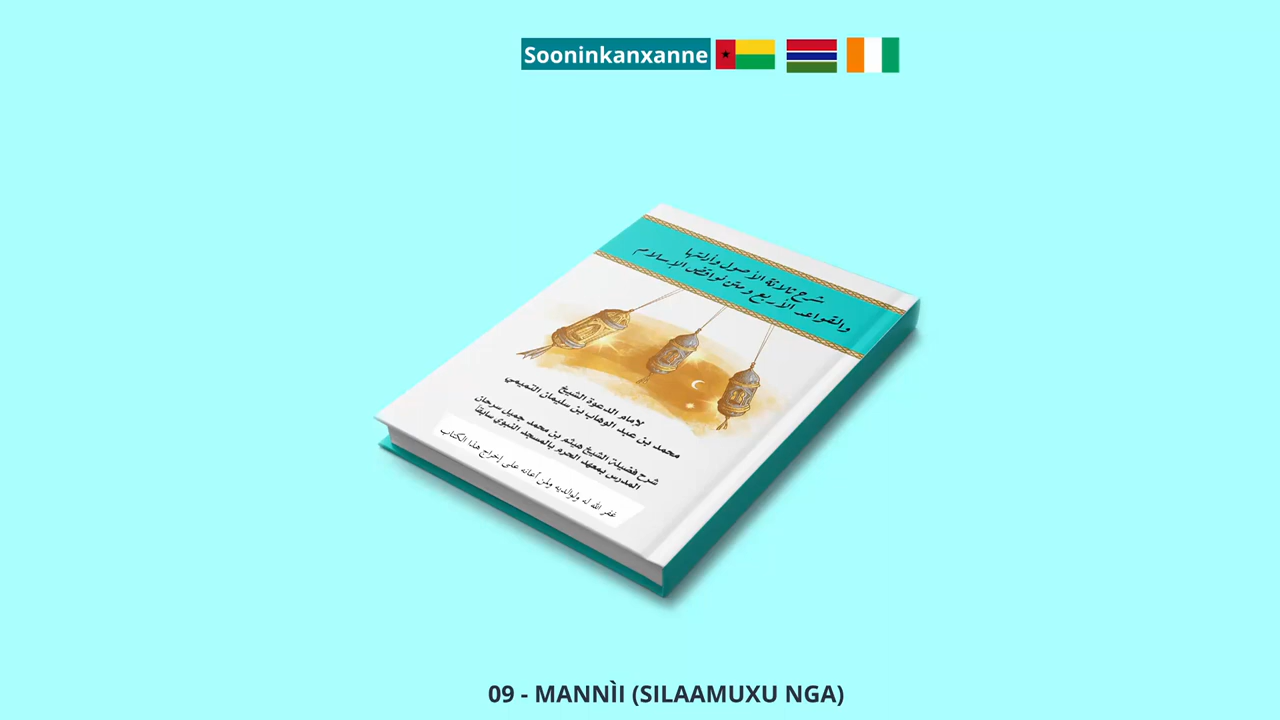 Sooninkanxanne
شرح ثلاثة الأصول وأدلتها
والقواعد الأربع و متن نواقض الإسلام
لإمام الدعوة الشيخ
محمد بن عبد الوهاب بن سليمان التميمي
شرح فضيلة الشيخ هيثم بن محمد جميل سرحان
المدرس بمعهد الحرم بالمسجد النبوي سابقا
غفر الله له ولوالديه ولمن أعانه على إخراج هذا الكتاب
09 - MANNÌI (SILAAMUXU NGA)